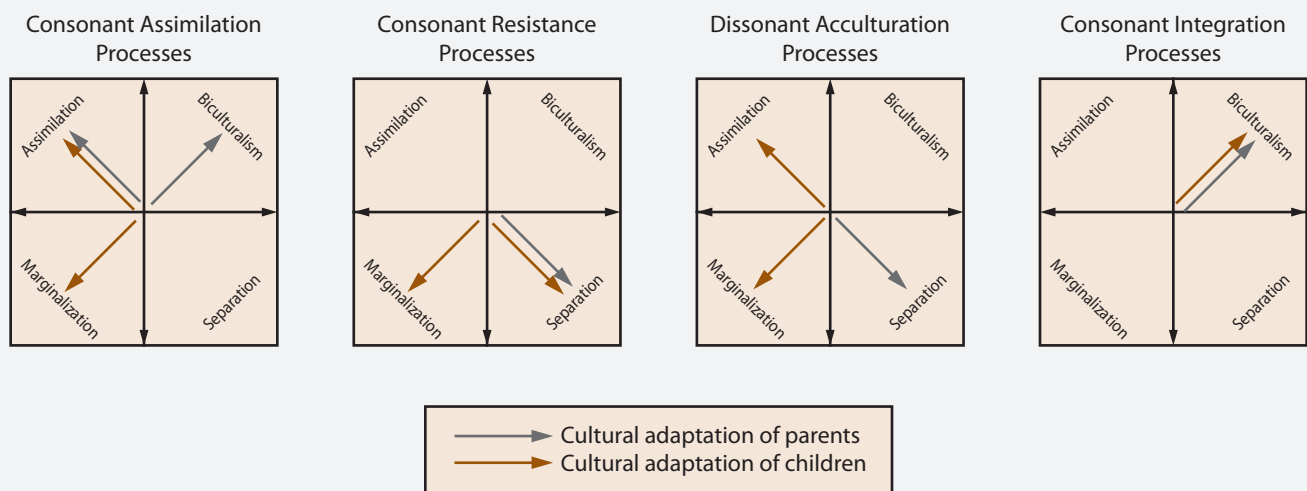 Consonant Assimilation
Processes
Assimilation
Biculturalism
Marginalization
Separation
Consonant Resistance
Processes
Assimilation
Biculturalism
Marginalization
Separation
Dissonant Acculturation
Processes
Assimilation
Biculturalism
Marginalization
Separation
Consonant Integration
Processes
Assimilation
Biculturalism
Marginalization
Separation
Cultural adaptation of parents
Cultural adaptation of children